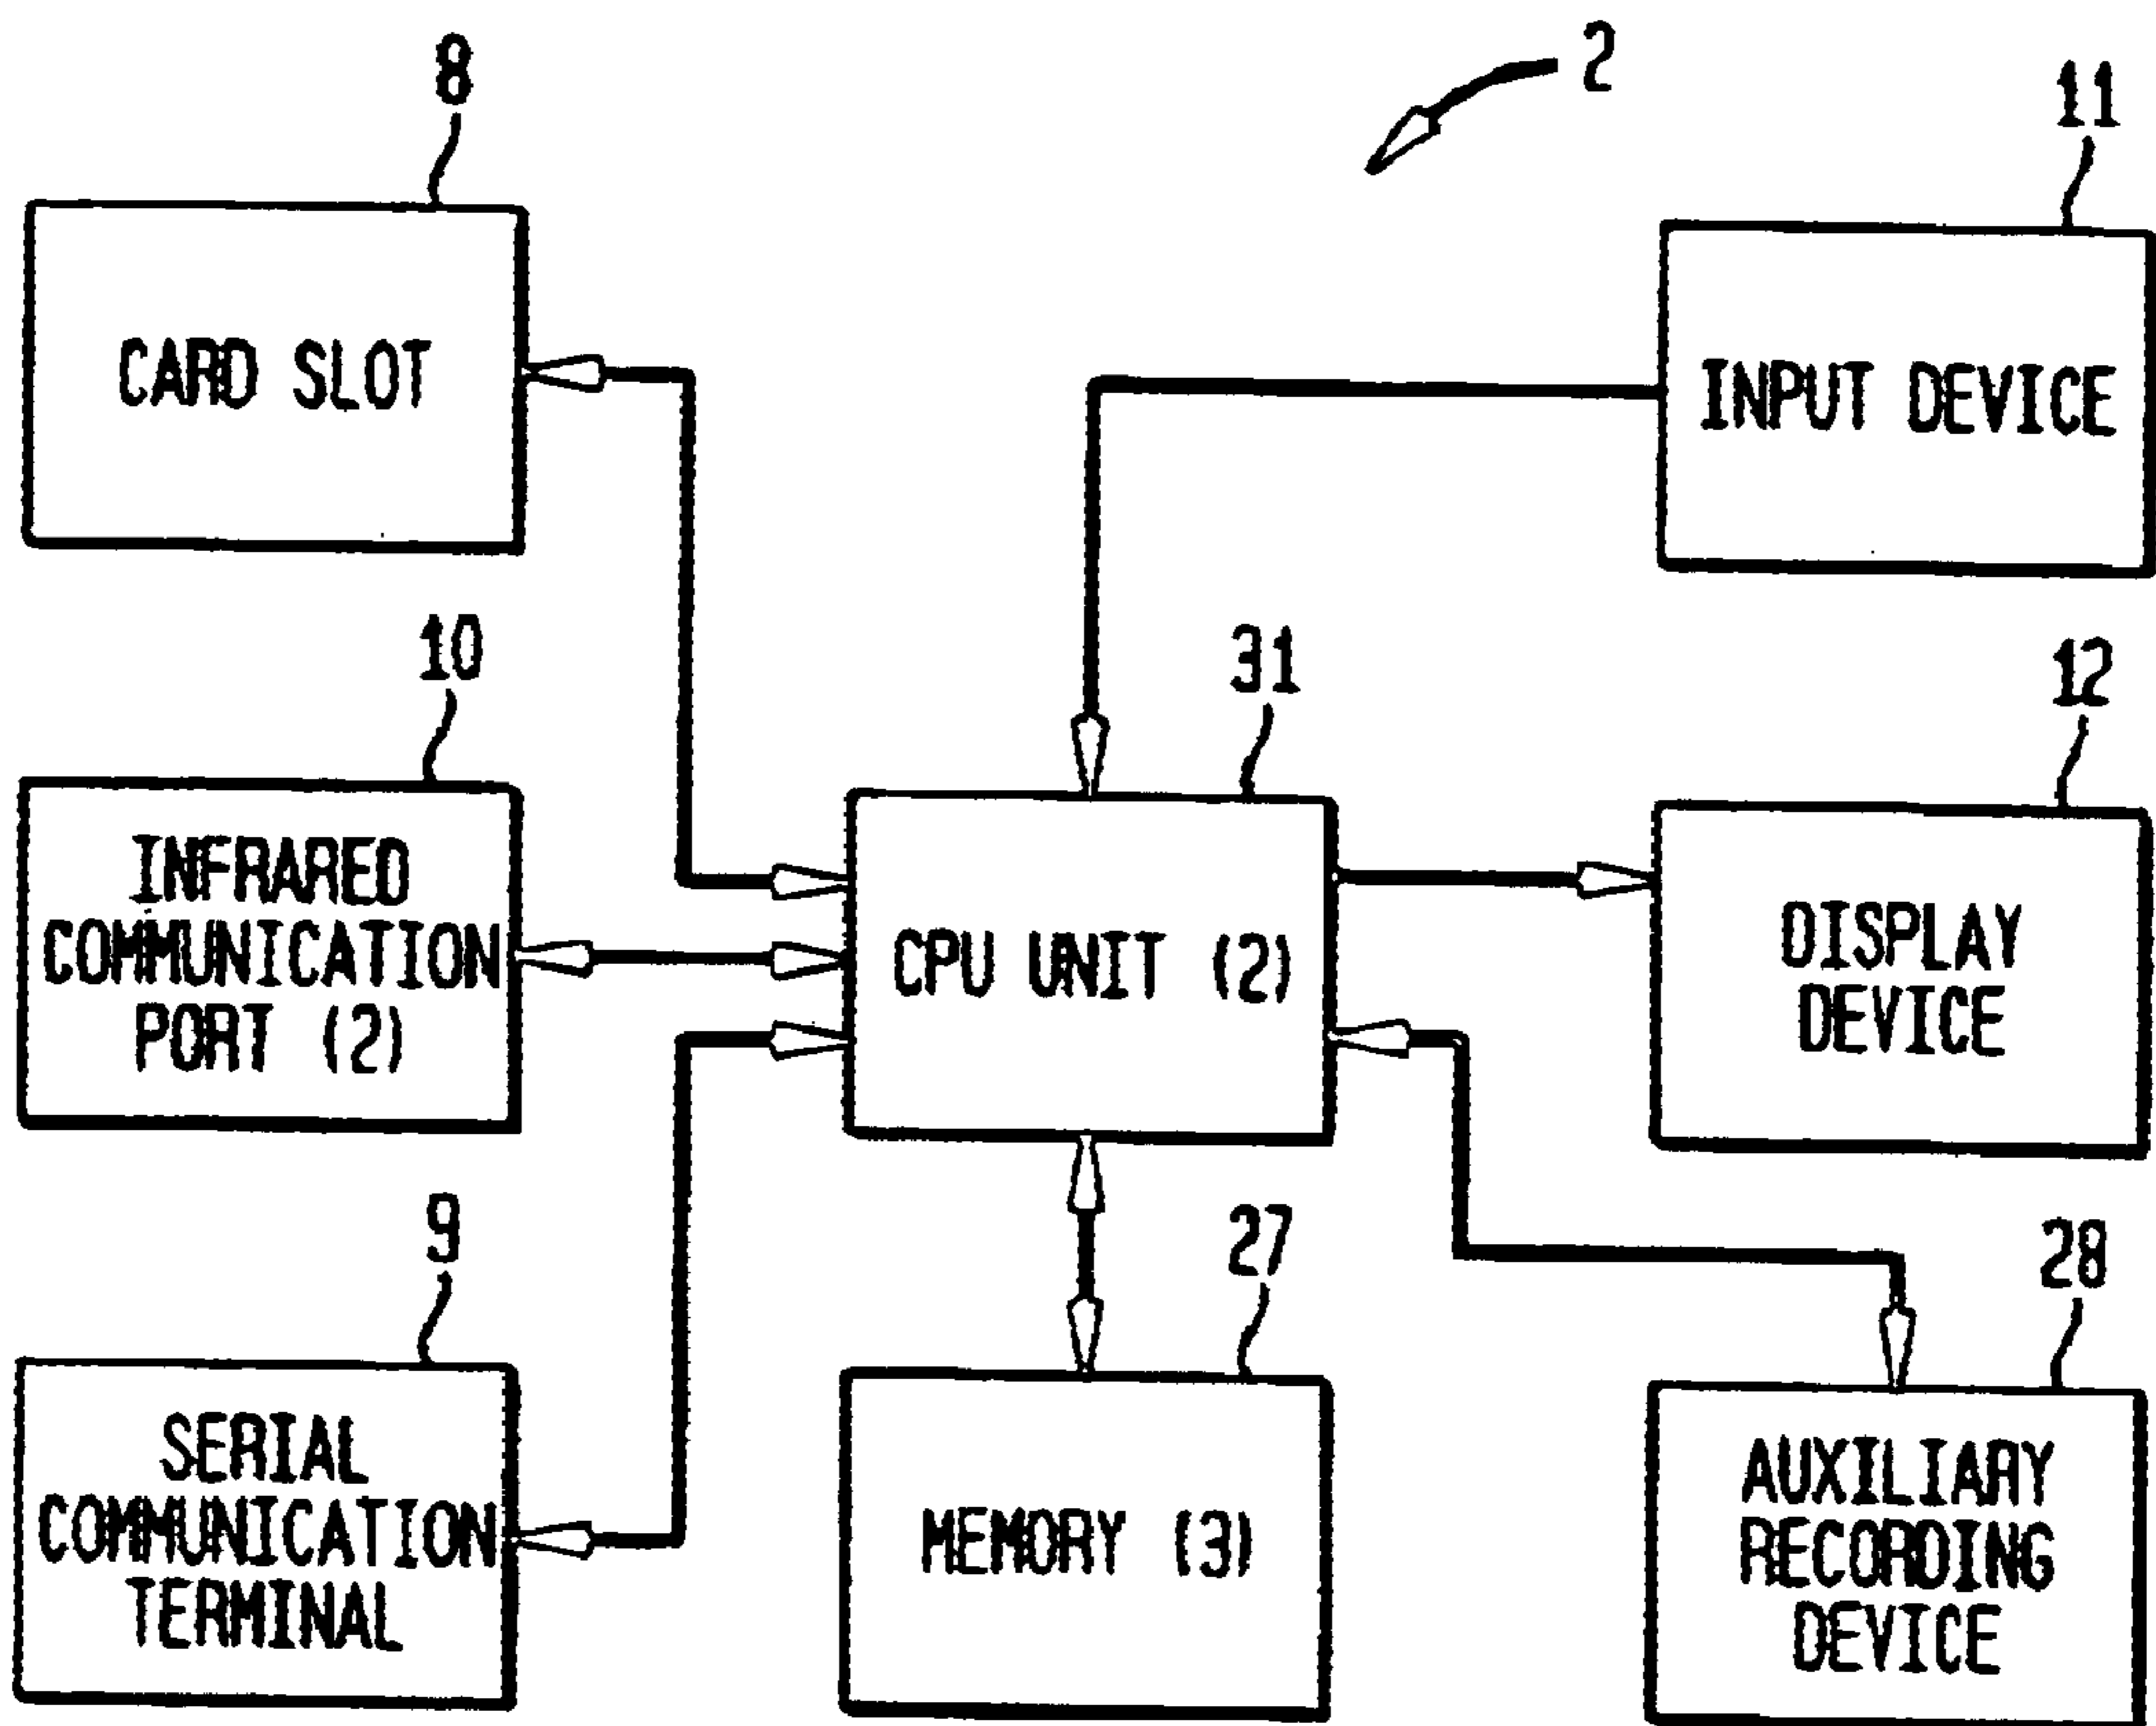 2
8
CARD SLOT
11
INPUT DEVICE
10
INFRARED
COMMUNICATION
PORT (2)
31
CPU UNIT (2)
12
DISPLAY
DEVICE
9
SERIAL
COMMUNICATION
TERMINAL
27
MEMORY (3)
28
AUXILIARY
RECORDING
DEVICE